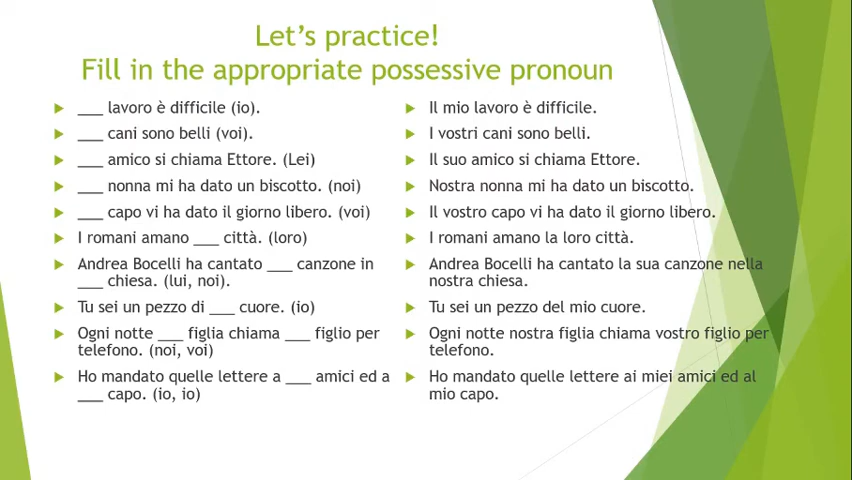 Let's practice!
Fill in the appropriate possessive pronoun
___ lavoro è difficile (io).
___ cani sono belli (voi).
___ amico si chiama Ettore. (Lei)
___ nonna mi ha dato un biscotto. (noi)
___ capo vi ha dato il giorno libero. (voi)
I romani amano ___ città. (loro)
Andrea Bocelli ha cantato ___ canzone in
___ chiesa. (lui, noi).
Tu sei un pezzo di ___ cuore. (io)
Ogni notte ___ figlia chiama ___ figlio per
telefono. (noi, voi)
Ho mandato quelle lettere a ___ amici ed a
___ capo. (io, io)
Il mio lavoro è difficile.
I vostri cani sono belli.
Il suo amico si chiama Ettore.
Nostra nonna mi ha dato un biscotto.
Il vostro capo vi ha dato il giorno libero.
I romani amano la loro città.
Andrea Bocelli ha cantato la sua canzone nella
nostra chiesa.
Tu sei un pezzo del mio cuore.
Ogni notte nostra figlia chiama vostro figlio per
telefono.
Ho mandato quelle lettere ai miei amici ed al
mio capo.